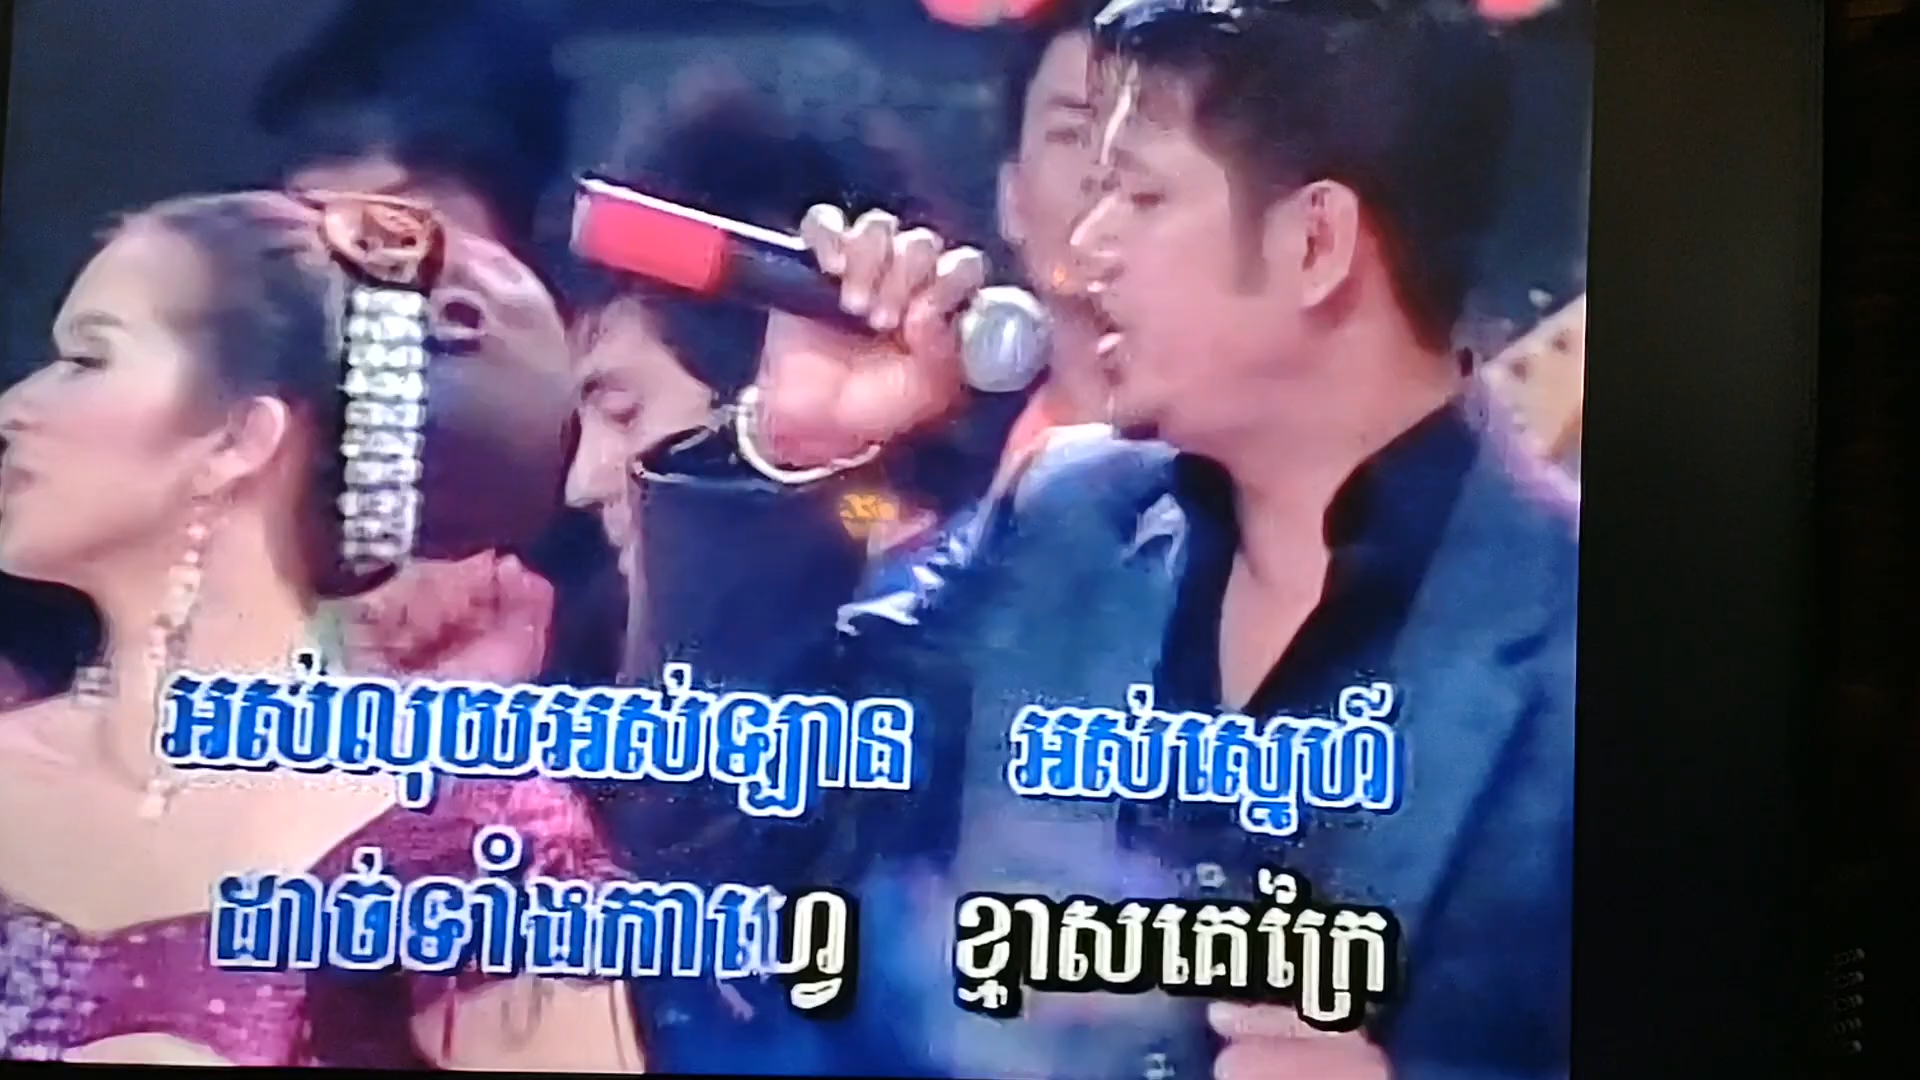 អស់លុយអស់ឡាន អស់ស្នេហ៍
ដាច់ទាំងកាហ្វេ ខ្មាសគេក្រៃ